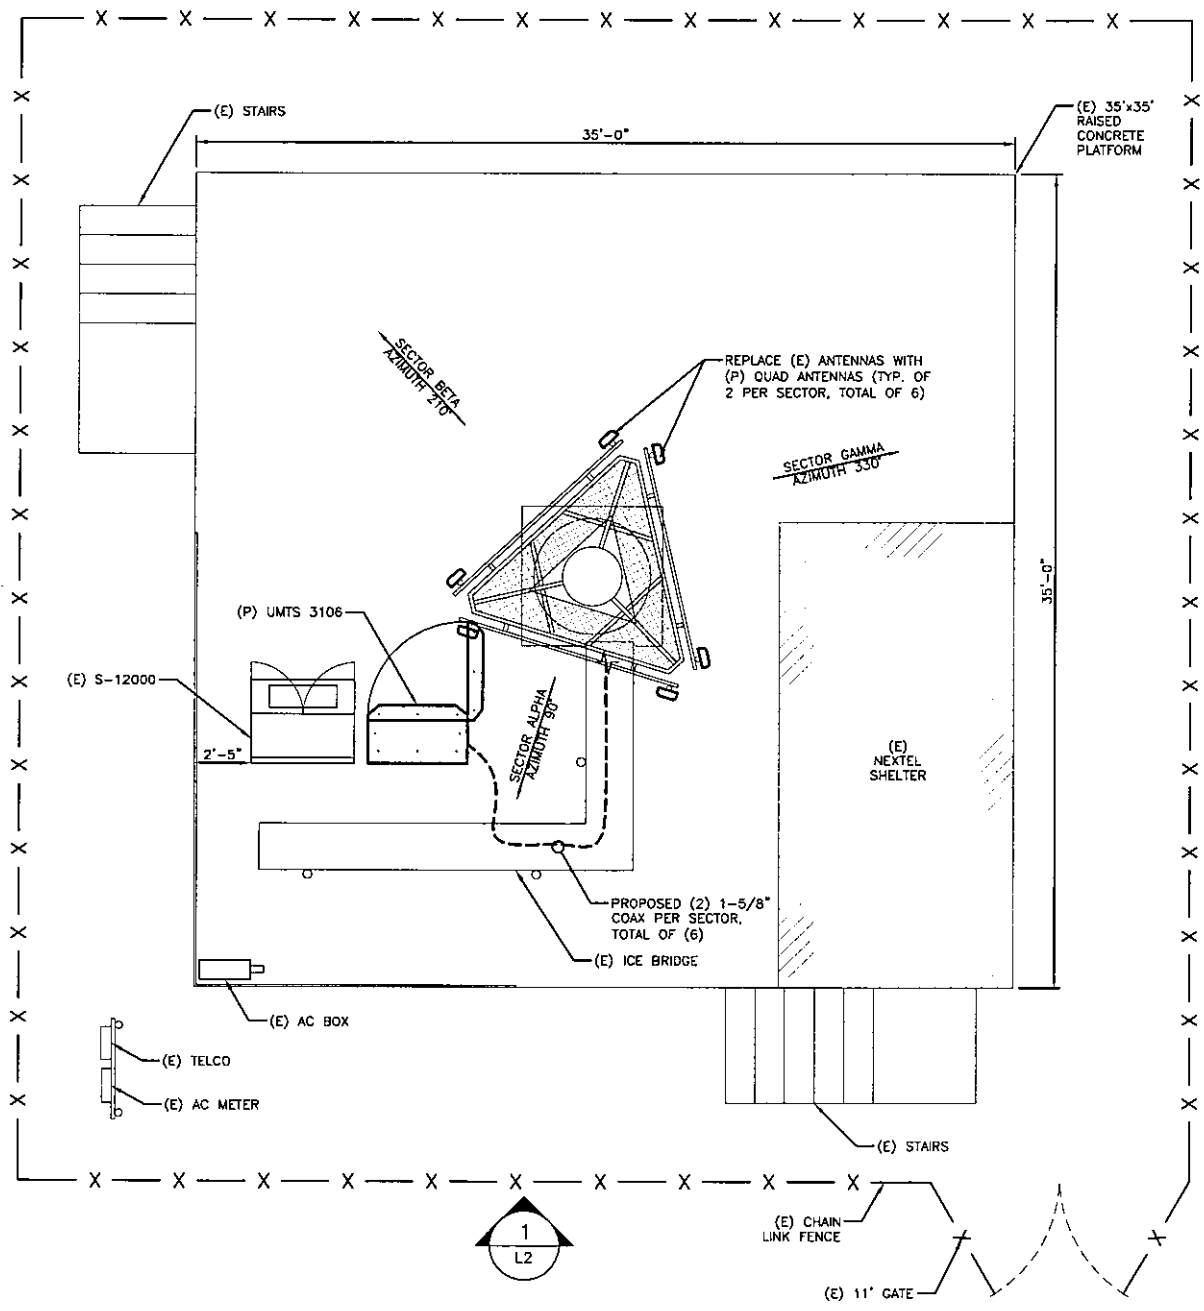 (E) STAIRS
35'-0"
(E) 35'x35'
RAISED
CONCRETE
PLATFORM
SECTOR BETA
AZIMUTH 210°
REPLACE (E) ANTENNAS WITH
(P) QUAD ANTENNAS (TYP. OF
2 PER SECTOR, TOTAL OF 6)
SECTOR GAMMA
AZIMUTH 330°
35'-0"
(P) UMTS 3106
(E) S-12000
2'-5"
SECTOR ALPHA
AZIMUTH 90°
(E)
NEXTEL
SHELTER
PROPOSED (2) 1-5/8"
COAX PER SECTOR,
TOTAL OF (6)
(E) ICE BRIDGE
(E) AC BOX
(E) TELCO
(E) AC METER
(E) STAIRS
1
L2
(E) CHAIN
LINK FENCE
(E) 11' GATE